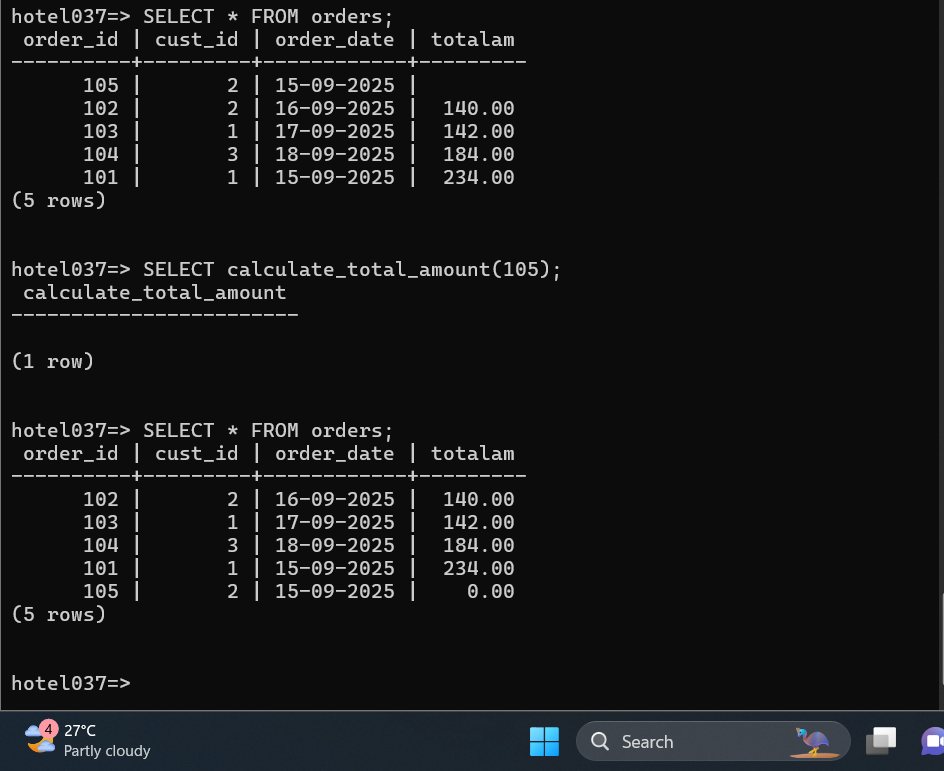 hotel037=> SELECT * FROM orders;
 order_id | cust_id | order_date | totalam
----------+---------+------------+---------
      105 |       2 | 15-09-2025 |
      102 |       2 | 16-09-2025 |  140.00
      103 |       1 | 17-09-2025 |  142.00
      104 |       3 | 18-09-2025 |  184.00
      101 |       1 | 15-09-2025 |  234.00
(5 rows)
hotel037=> SELECT calculate_total_amount(105);
 calculate_total_amount
------------------------
(1 row)
hotel037=> SELECT * FROM orders;
 order_id | cust_id | order_date | totalam
----------+---------+------------+---------
      102 |       2 | 16-09-2025 |  140.00
      103 |       1 | 17-09-2025 |  142.00
      104 |       3 | 18-09-2025 |  184.00
      101 |       1 | 15-09-2025 |  234.00
      105 |       2 | 15-09-2025 |    0.00
(5 rows)
hotel037=>
4
27°C
Partly cloudy
Search